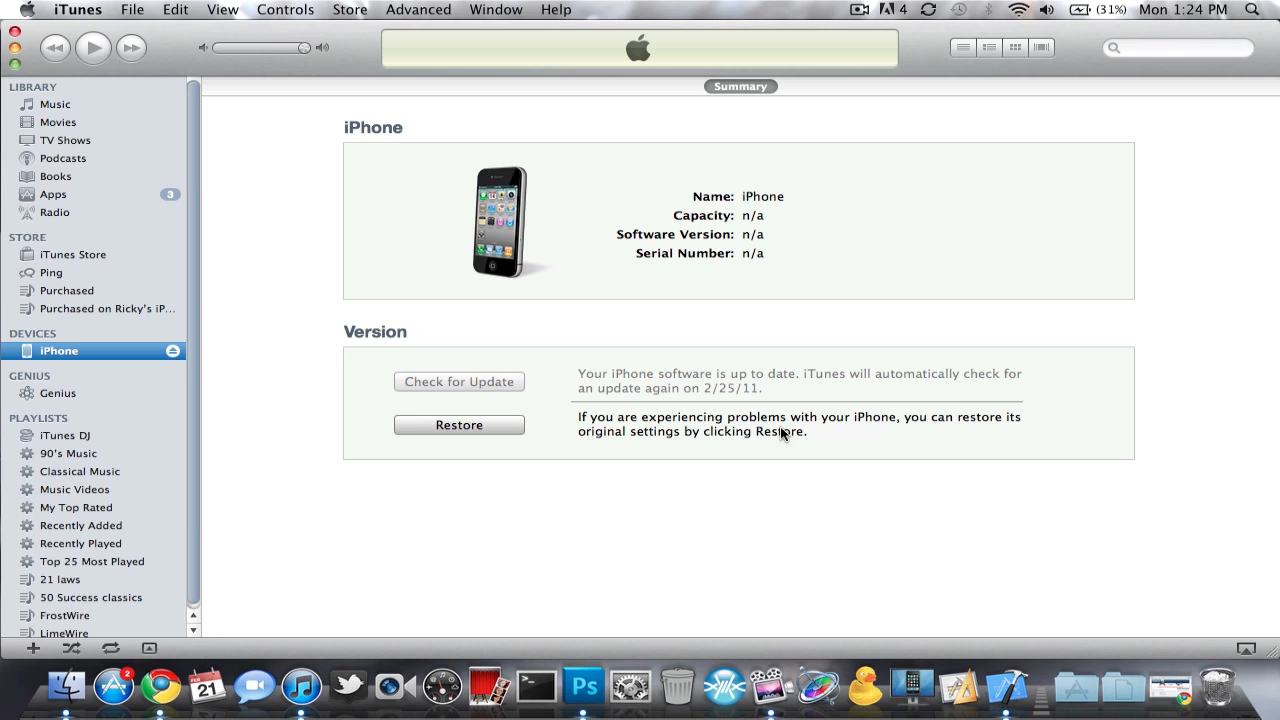 iTunes File Edit View Controls Store Advanced Window Help 4 (31%) Mon 1:24 PM
Summary
LIBRARY
Music
Movies
TV Shows
Podcasts
Books
Apps 3
Radio
STORE
iTunes Store
Ping
Purchased
Purchased on Ricky's iP...
DEVICES
iPhone
GENIUS
Genius
PLAYLISTS
iTunes DJ
90's Music
Classical Music
Music Videos
My Top Rated
Recently Added
Recently Played
Top 25 Most Played
21 laws
50 Success classics
FrostWire
LimeWire
iPhone
Name: iPhone
Capacity: n/a
Software Version: n/a
Serial Number: n/a
Version
Check for Update
Your iPhone software is up to date. iTunes will automatically check for
an update again on 2/25/11.
Restore
If you are experiencing problems with your iPhone, you can restore its
original settings by clicking Restore.
2
FEB
21
Ps